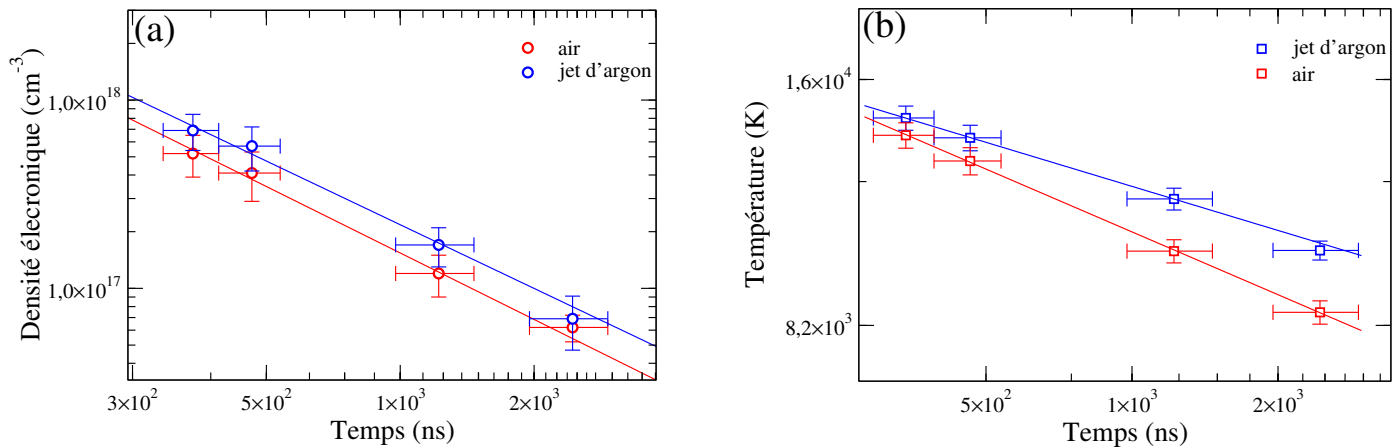 (a)
Densité élecronique (cm-3)
1,0×10^18
1,0×10^17
air
jet d'argon
3×10^2
5×10^2
1×10^3
2×10^3
Temps (ns)
(b)
Température (K)
1,6×10^4
8,2×10^3
jet d'argon
air
5×10^2
1×10^3
2×10^3
Temps (ns)